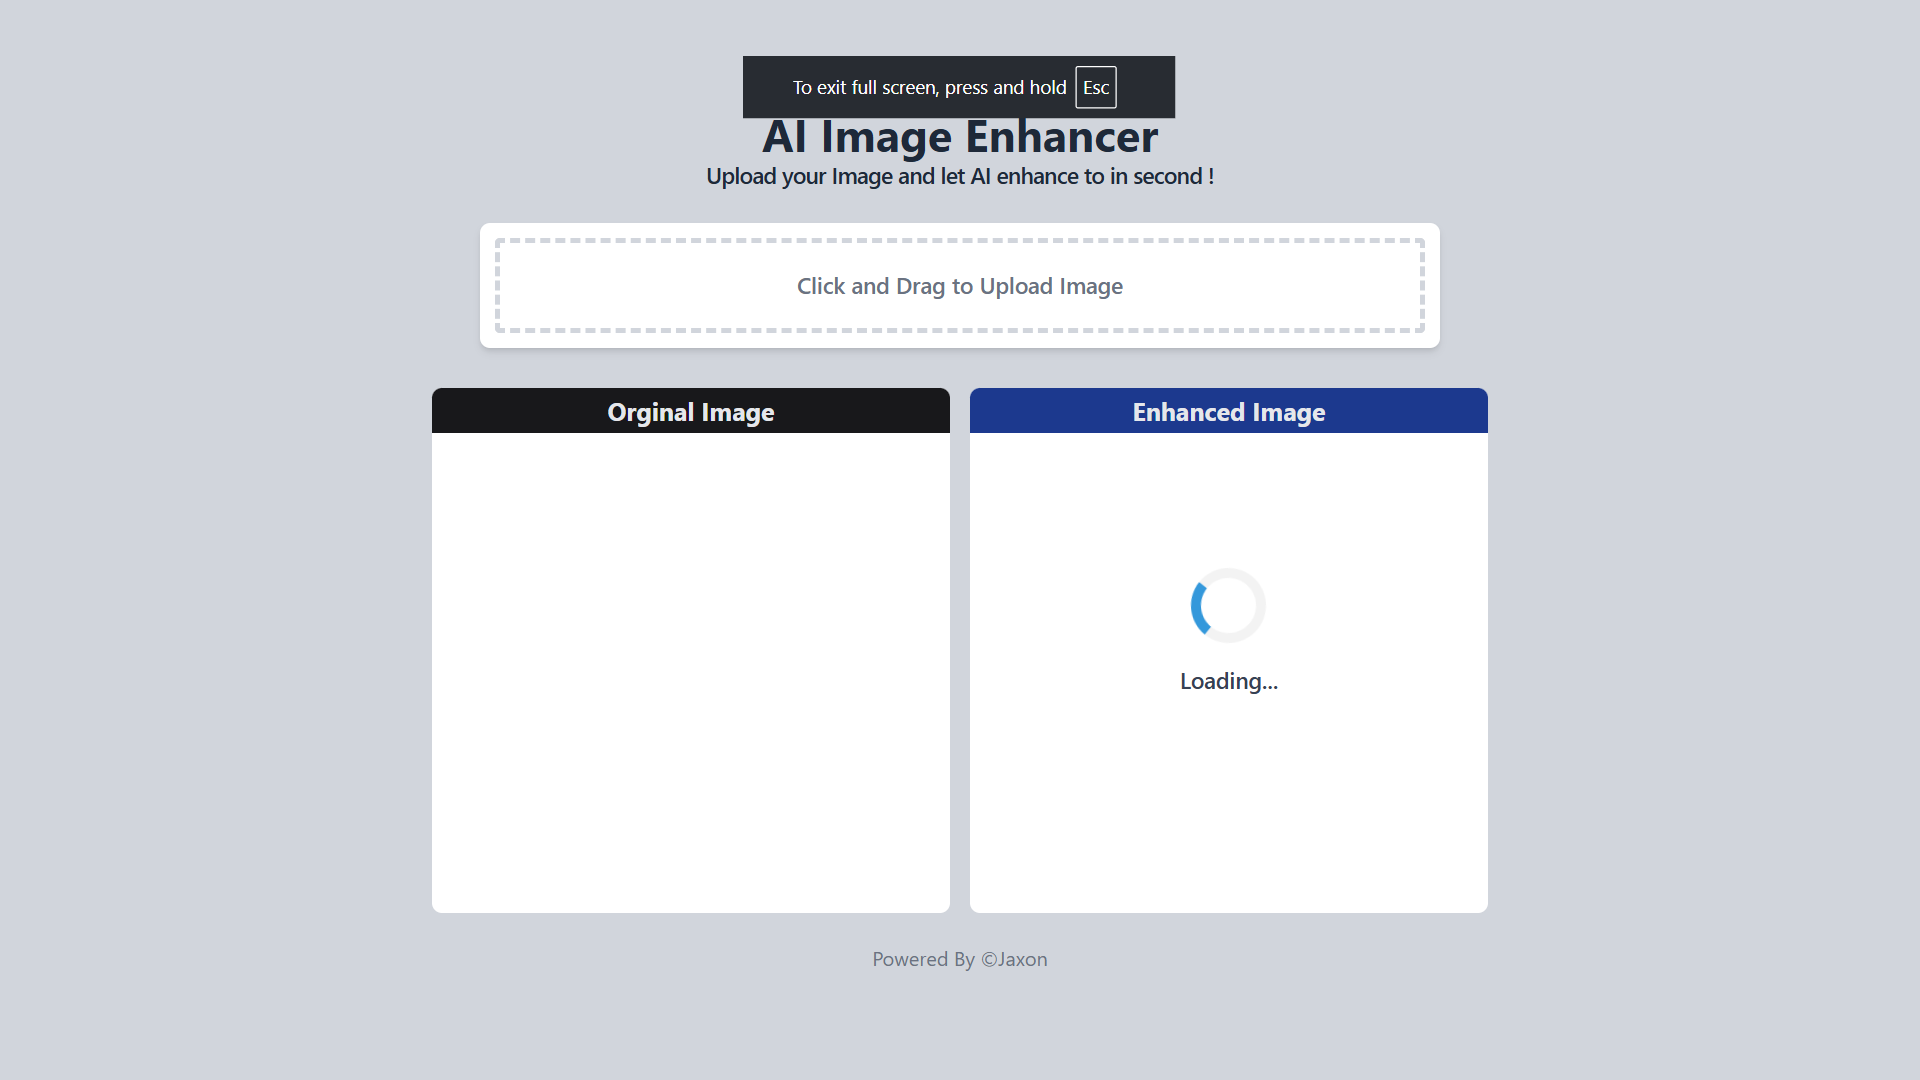 To exit full screen, press and hold Esc
AI Image Enhancer
Upload your Image and let AI enhance to in second !
Click and Drag to Upload Image
Orginal Image
Enhanced Image
Loading...
Powered By ©Jaxon